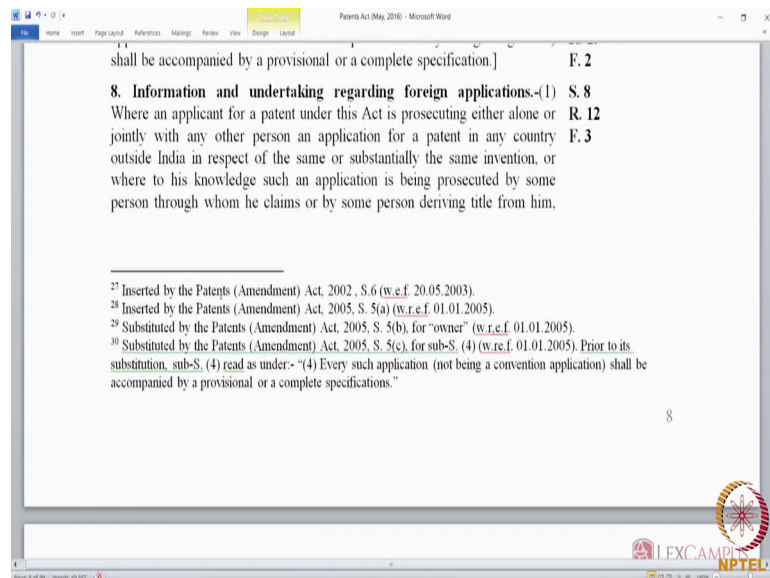 Table Tools
Patents Act (May, 2016) - Microsoft Word
File Home Insert Page Layout References Mailings Review View Design Layout
shall be accompanied by a provisional or a complete specification.] F. 2
8. Information and undertaking regarding foreign applications.-(1) S. 8
Where an applicant for a patent under this Act is prosecuting either alone or R. 12
jointly with any other person an application for a patent in any country F. 3
outside India in respect of the same or substantially the same invention, or
where to his knowledge such an application is being prosecuted by some
person through whom he claims or by some person deriving title from him,
27 Inserted by the Patents (Amendment) Act, 2002 , S.6 (w.e.f. 20.05.2003).
28 Inserted by the Patents (Amendment) Act, 2005, S. 5(a) (w.r.e.f. 01.01.2005).
29 Substituted by the Patents (Amendment) Act, 2005, S. 5(b), for “owner” (w.r.e.f. 01.01.2005).
30 Substituted by the Patents (Amendment) Act, 2005, S. 5(c), for sub-S. (4) (w.re.f. 01.01.2005). Prior to its
substitution, sub-S. (4) read as under:- “(4) Every such application (not being a convention application) shall be
accompanied by a provisional or a complete specifications.”
8
LEXCAMPUS
NPTEL